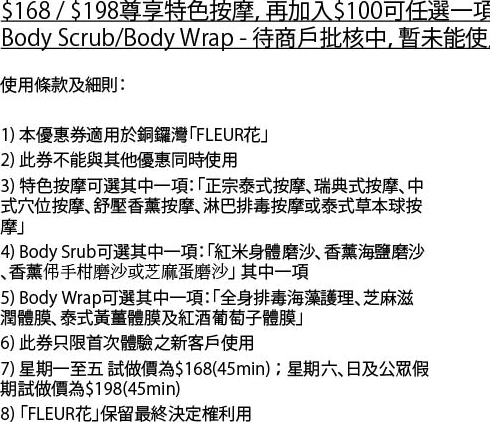 $168 / $198尊享特色按摩, 再加入$100可任選一項
Body Scrub/Body Wrap - 待商戶批核中, 暫未能使
使用條款及細則：
1) 本優惠券適用於銅鑼灣「FLEUR花」
2) 此券不能與其他優惠同時使用
3) 特色按摩可選其中一項：「正宗泰式按摩、瑞典式按摩、中
式穴位按摩、舒壓香薰按摩、淋巴排毒按摩或泰式草本球按
摩」
4) Body Srub可選其中一項：「紅米身體磨沙、香薰海鹽磨沙
、香薰佛手柑磨沙或芝麻蛋磨沙」 其中一項
5) Body Wrap可選其中一項：「全身排毒海藻護理、芝麻滋
潤體膜、泰式黃薑體膜及紅酒葡萄子體膜」
6) 此券只限首次體驗之新客戶使用
7) 星期一至五 試做價為$168(45min)；星期六、日及公眾假
期試做價為$198(45min)
8) 「FLEUR花」保留最終決定權利用